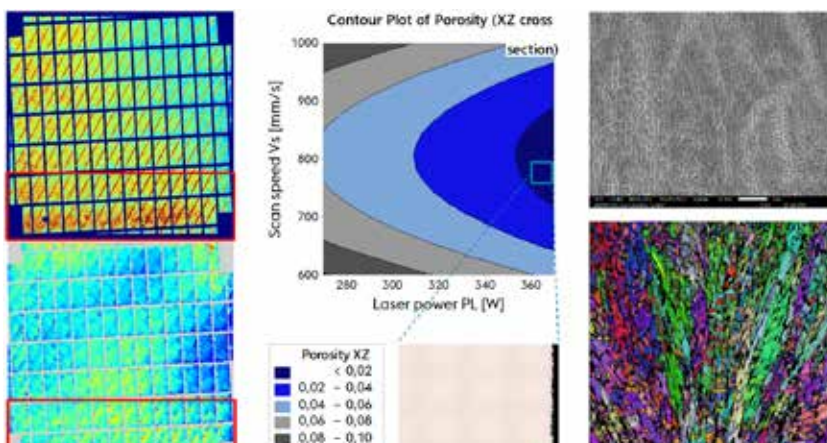 Contour Plot of Porosity (XZ cross
section)
1000
900
800
700
600
Scan speed Vs [mm/s]
280 300 320 340 360
Laser power PL [W]
Porosity XZ
< 0,02
0,02 – 0,04
0,04 – 0,06
0,06 – 0,08
0,08 – 0,10